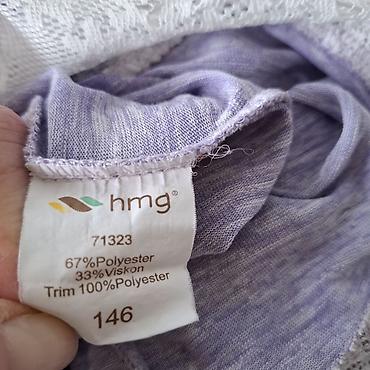 hmg®
71323
67%Polyester
33%Viskon
Trim 100%Polyester
146